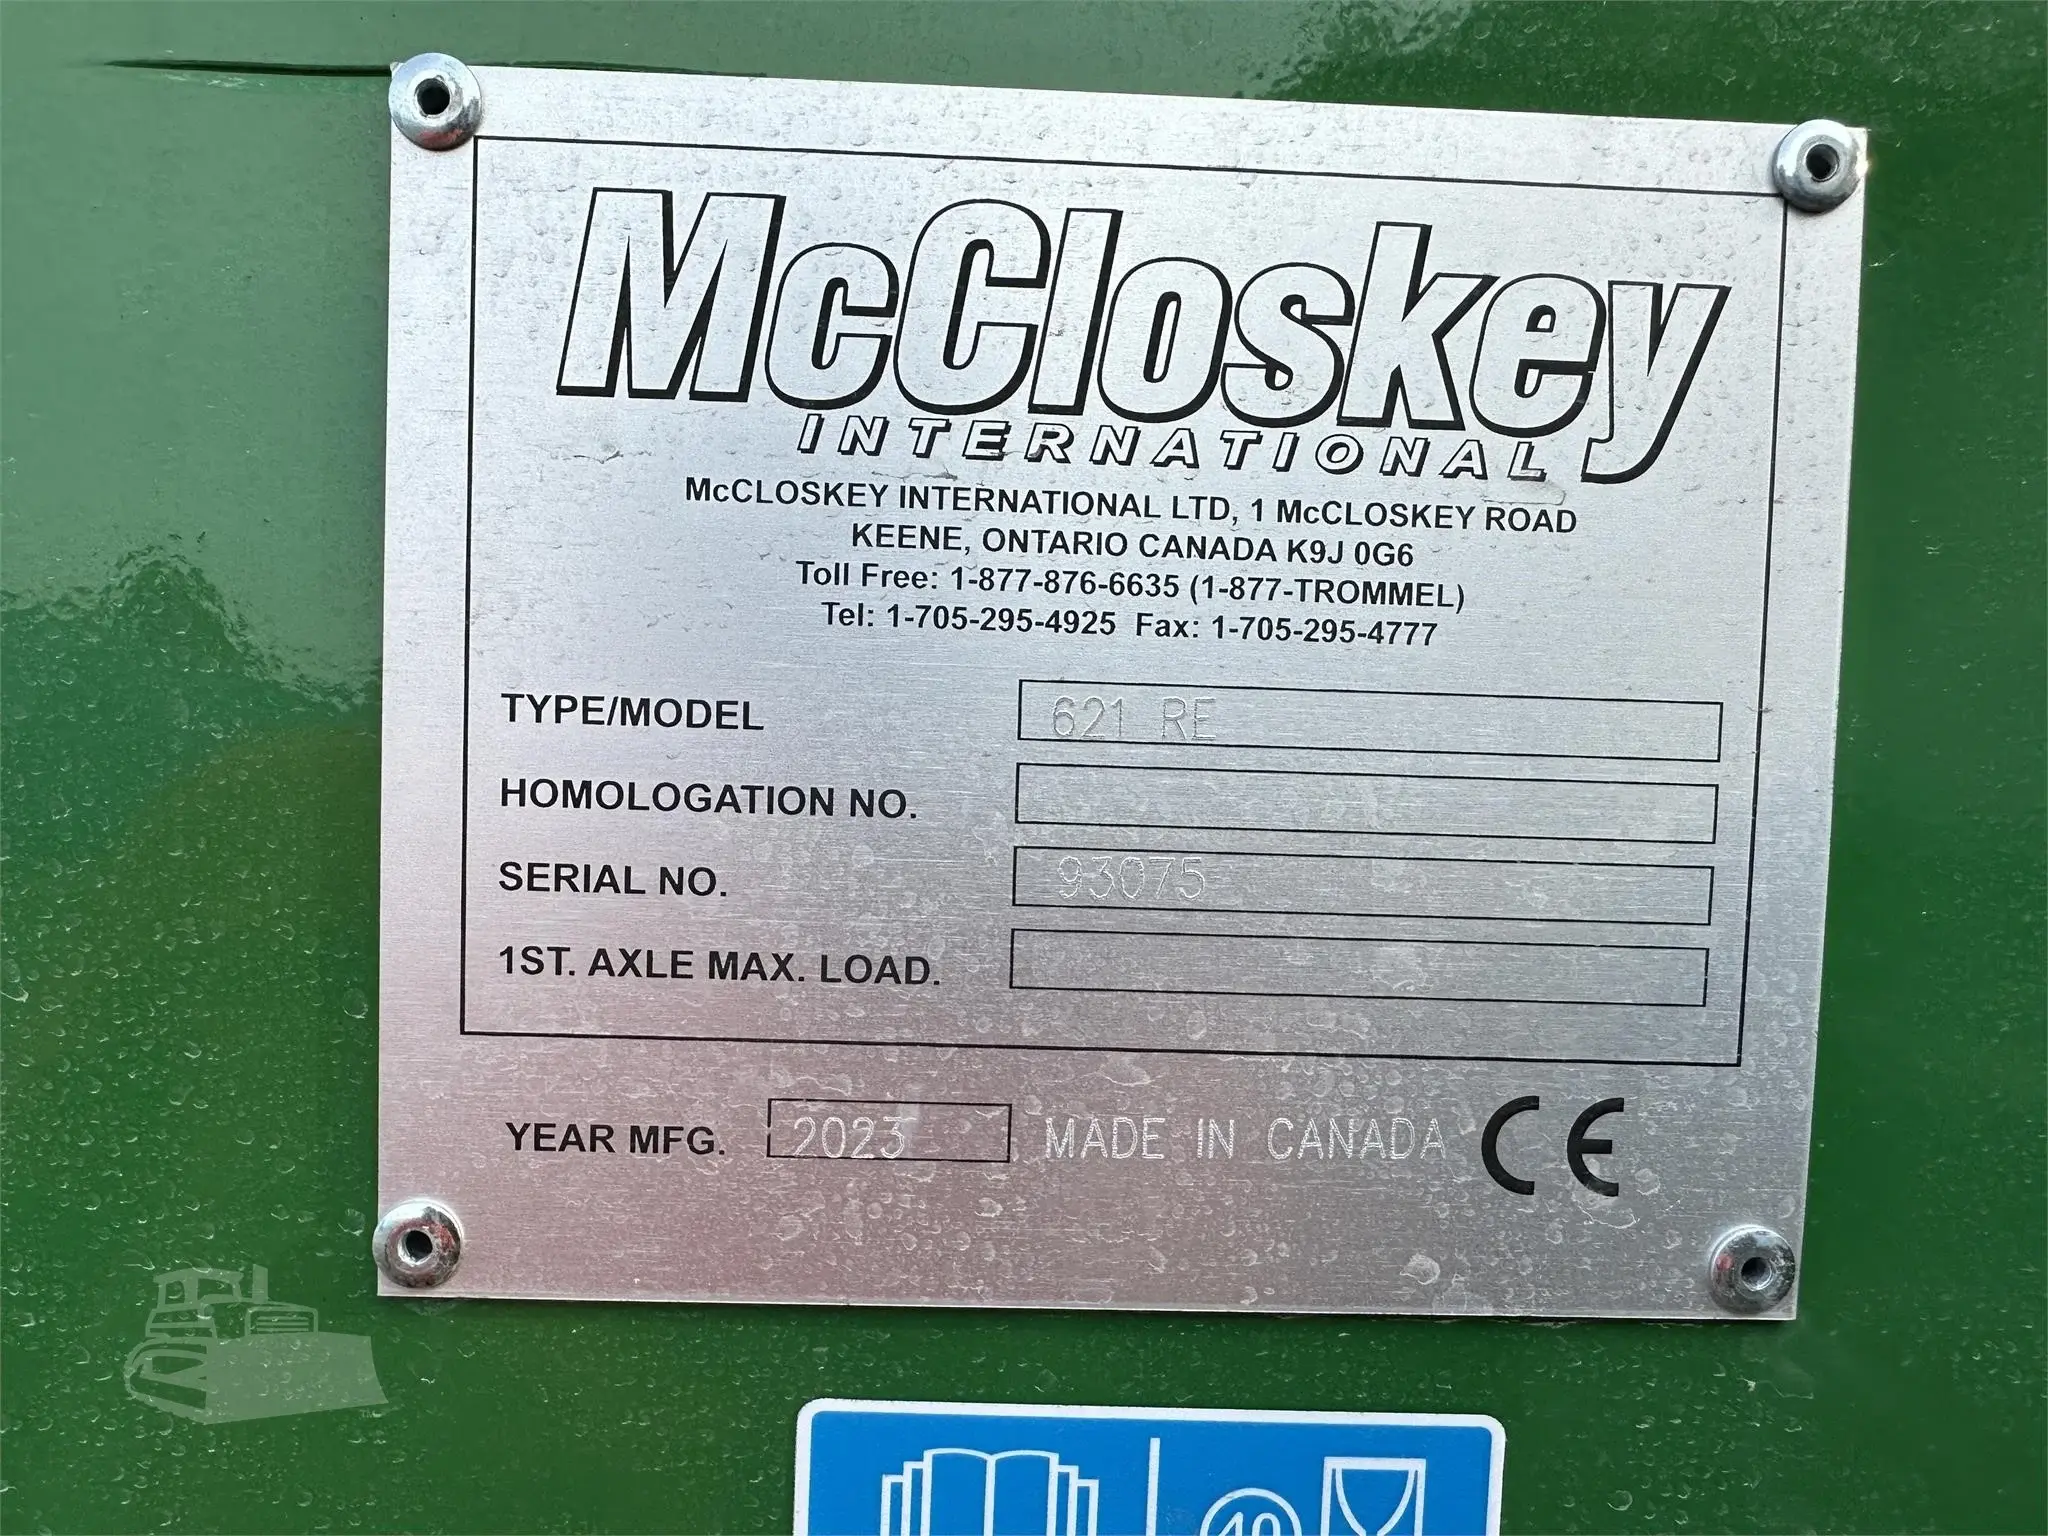 McCloskey
INTERNATIONAL
McCLOSKEY INTERNATIONAL LTD, 1 McCLOSKEY ROAD
KEENE, ONTARIO CANADA K9J 0G6
Toll Free: 1-877-876-6635 (1-877-TROMMEL)
Tel: 1-705-295-4925 Fax: 1-705-295-4777
TYPE/MODEL 621 RE
HOMOLOGATION NO.
SERIAL NO. 93075
1ST. AXLE MAX. LOAD.
YEAR MFG. 2023 MADE IN CANADA CE